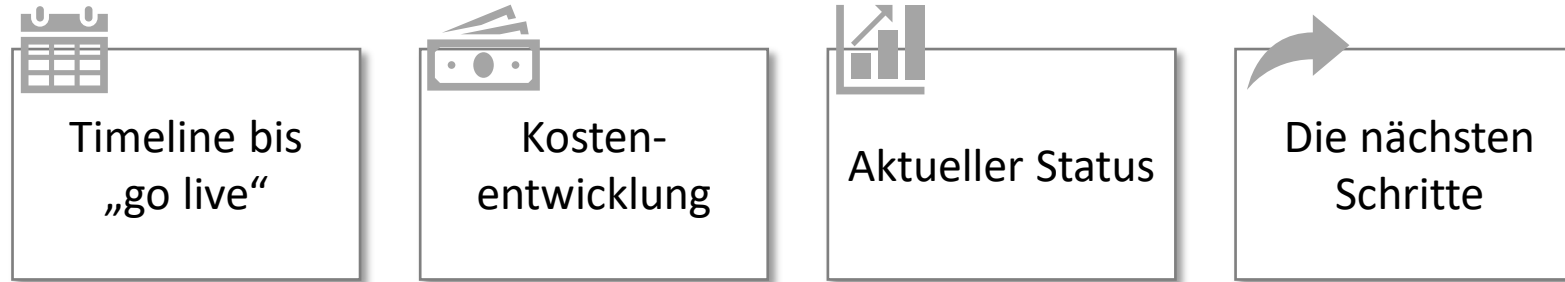 Timeline bis
„go live“
Kosten-
entwicklung
Aktueller Status
Die nächsten
Schritte